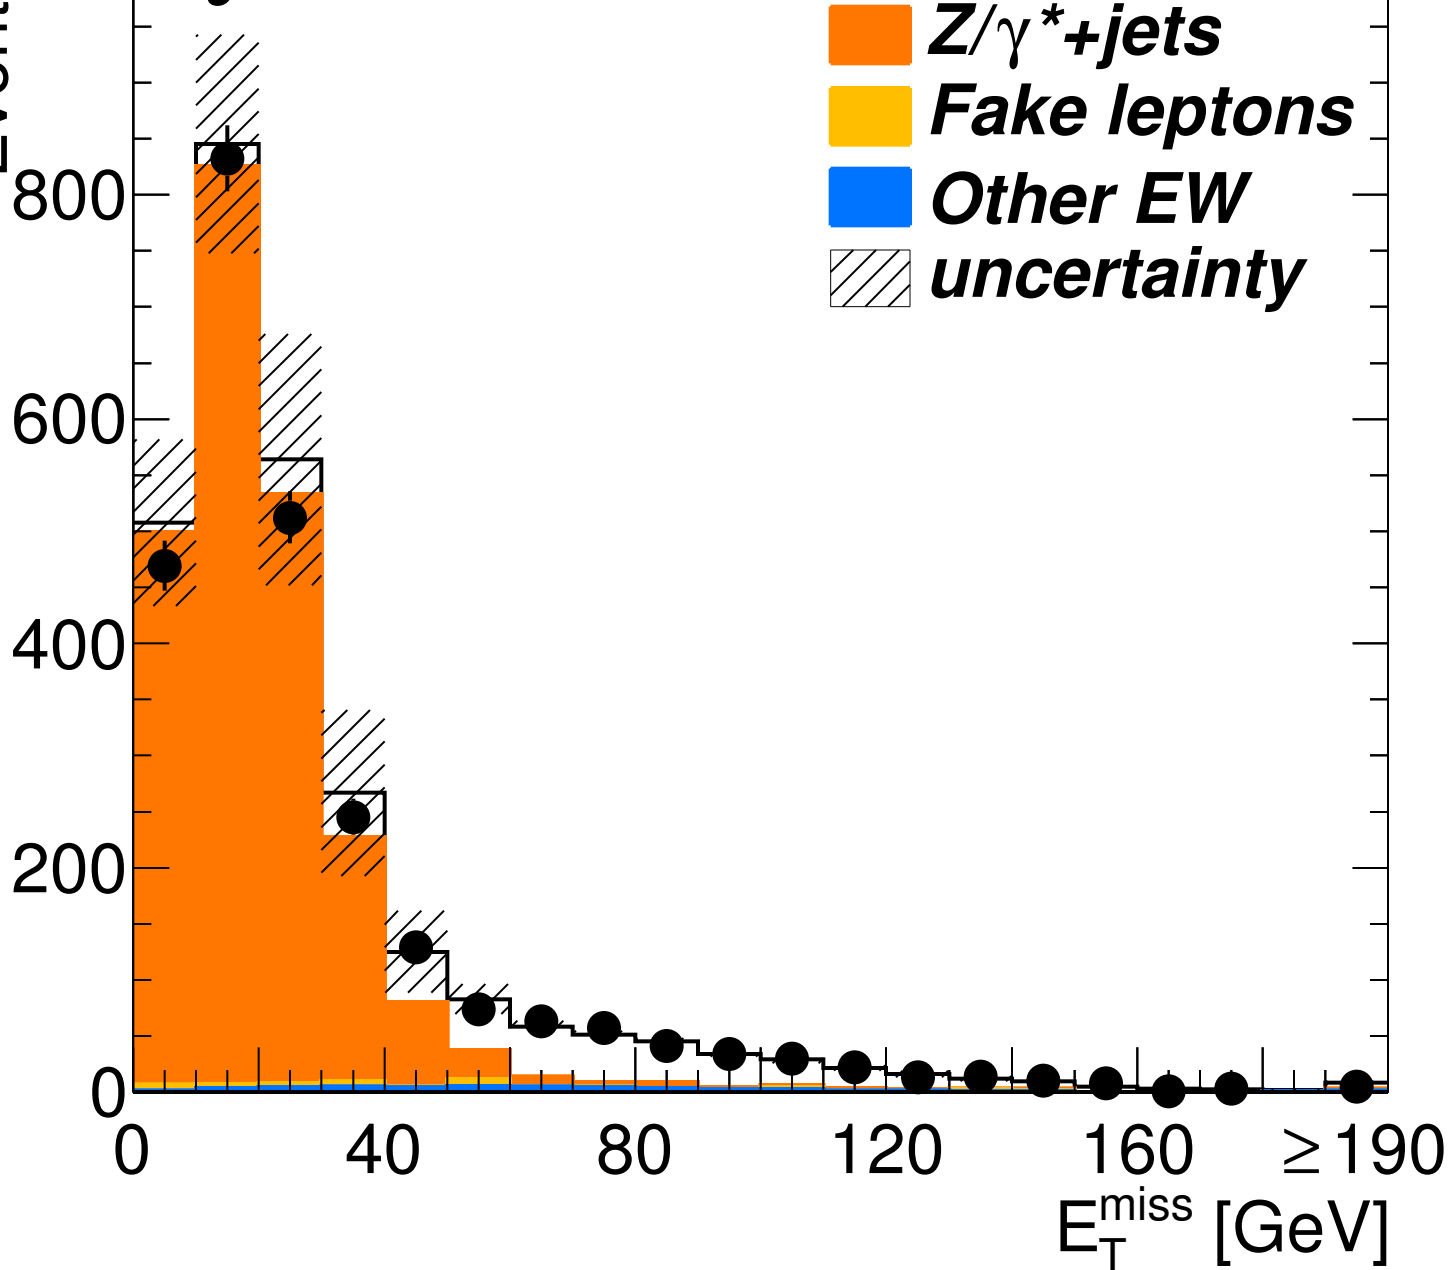 Z/γ*+jets
Fake leptons
Other EW
uncertainty
800
600
400
200
0
0 40 80 120 160 ≥190
E_T^miss [GeV]